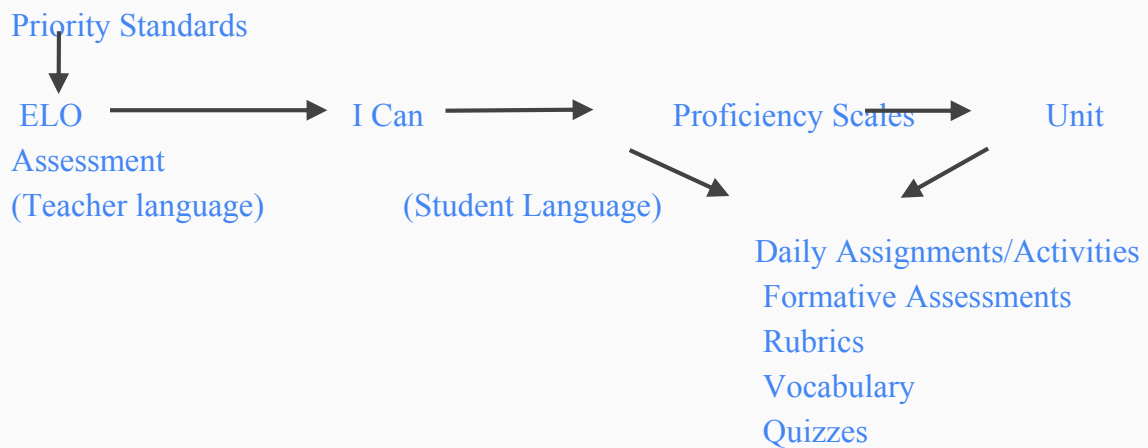 Priority Standards
ELO I Can Proficiency Scales Unit
Assessment
(Teacher language) (Student Language)
Daily Assignments/Activities
Formative Assessments
Rubrics
Vocabulary
Quizzes